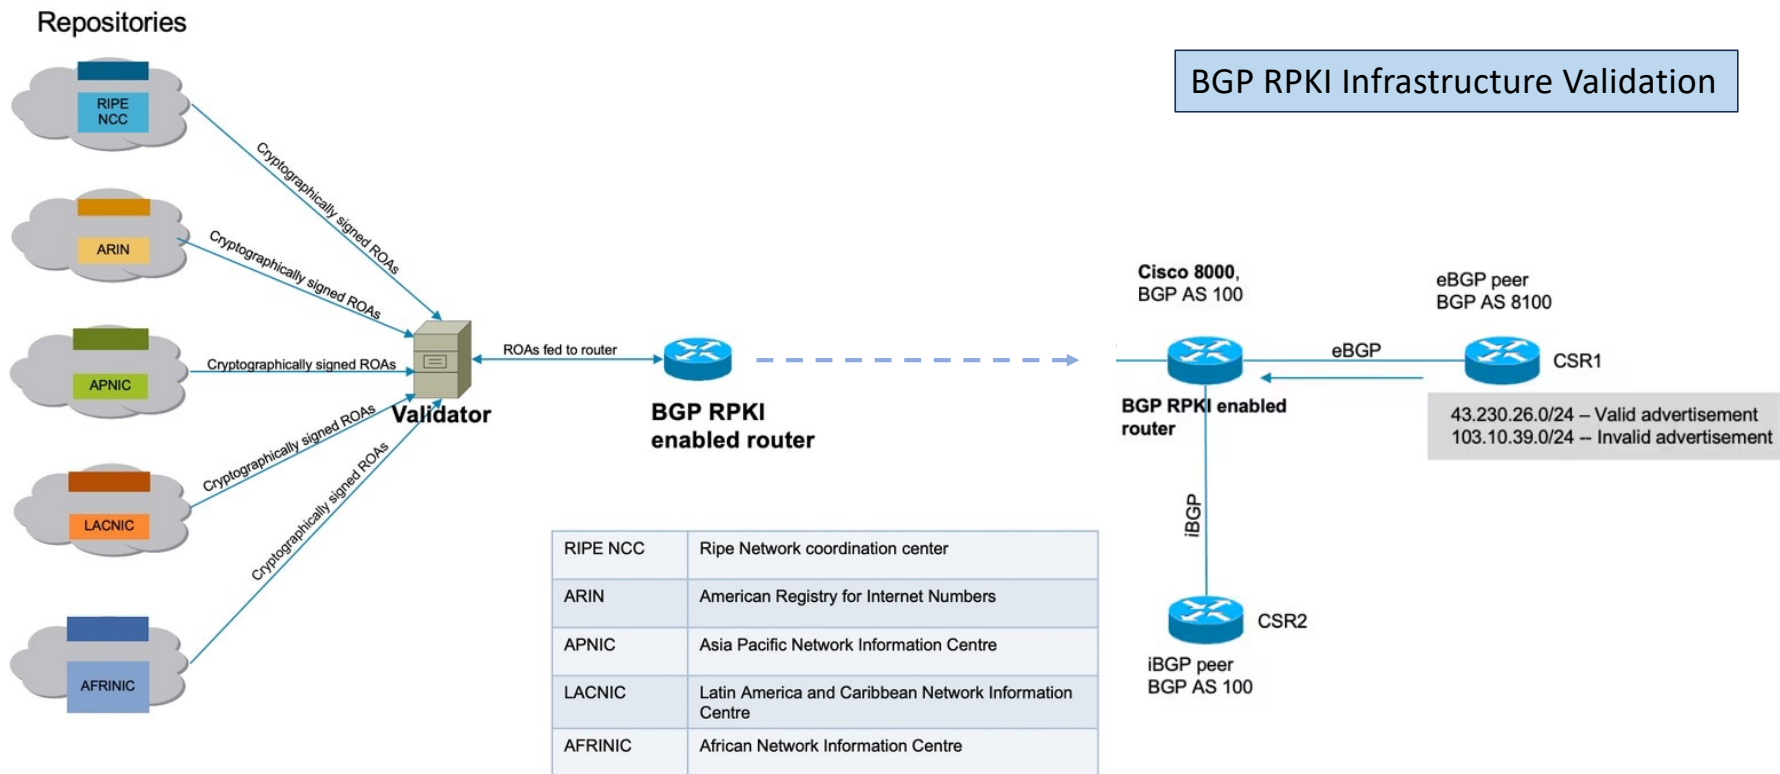 Repositories
BGP RPKI Infrastructure Validation
RIPE
NCC
Cryptographically signed ROAs
ARIN
Cryptographically signed ROAs
APNIC
Cryptographically signed ROAs
LACNIC
Cryptographically signed ROAs
AFRINIC
Cryptographically signed ROAs
Validator
ROAs fed to router
BGP RPKI
enabled router
Cisco 8000,
BGP AS 100
eBGP peer
BGP AS 8100
eBGP
CSR1
BGP RPKI enabled
router
43.230.26.0/24 – Valid advertisement
103.10.39.0/24 -- Invalid advertisement
iBGP
CSR2
iBGP peer
BGP AS 100
RIPE NCC
Ripe Network coordination center
ARIN
American Registry for Internet Numbers
APNIC
Asia Pacific Network Information Centre
LACNIC
Latin America and Caribbean Network Information
Centre
AFRINIC
African Network Information Centre